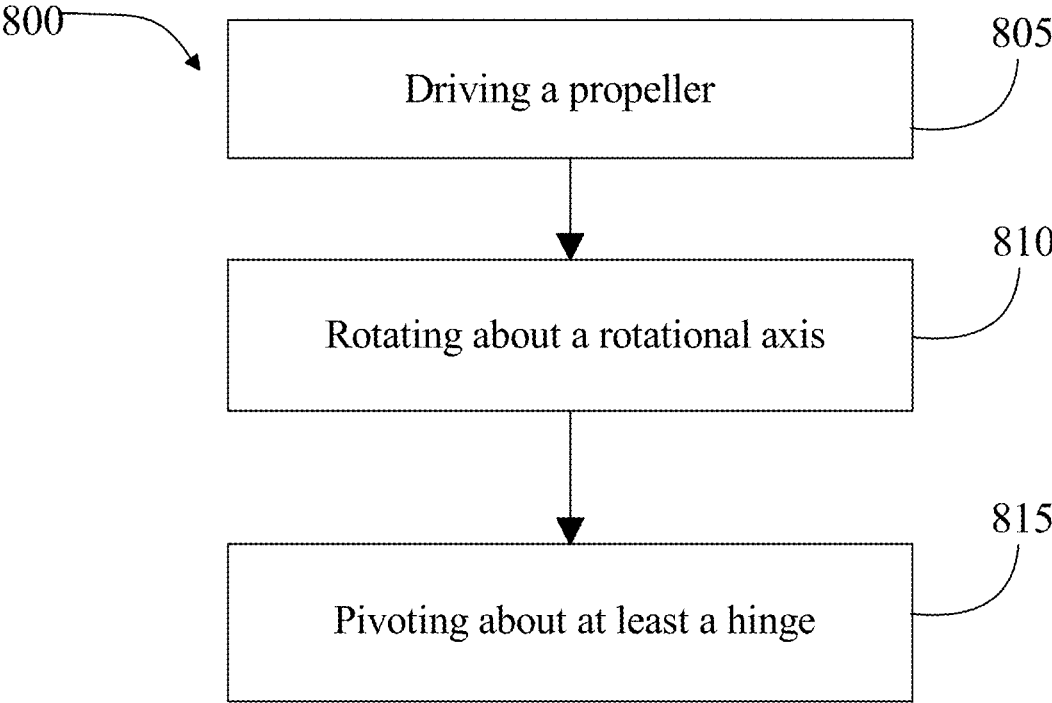 800
805
Driving a propeller
810
Rotating about a rotational axis
815
Pivoting about at least a hinge